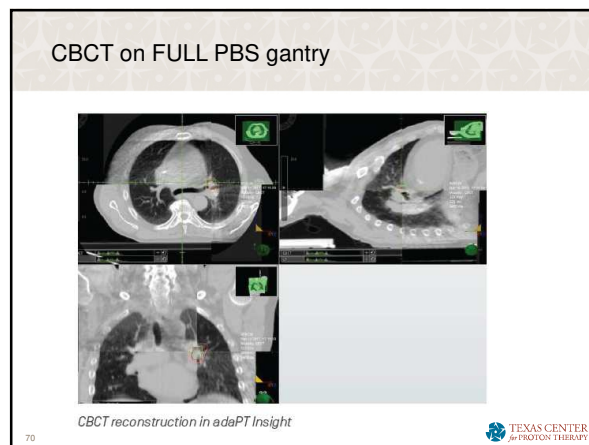 CBCT on FULL PBS gantry
CBCT reconstruction in adaPT Insight
70
TEXAS CENTER
for PROTON THERAPY